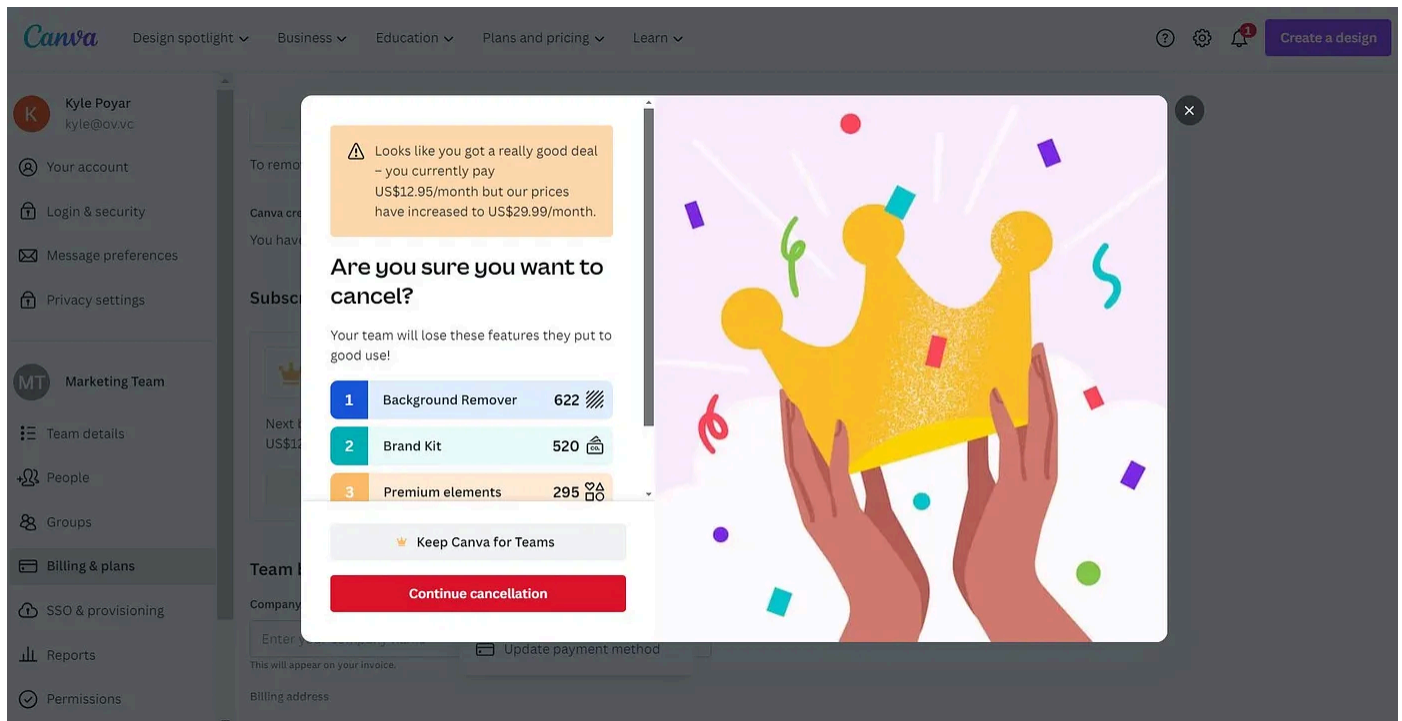 Canva
Design spotlight
Business
Education
Plans and pricing
Learn
1
Create a design
K
Kyle Poyar
kyle@ov.vc
Your account
Login & security
Message preferences
Privacy settings
MT
Marketing Team
Team details
People
Groups
Billing & plans
SSO & provisioning
Reports
Permissions
To remo
Canva cre
You have
Subscr
Next b
US$12
Team b
Company
Enter
This will appear on your invoice.
Billing address
Update payment method
Looks like you got a really good deal
– you currently pay
US$12.95/month but our prices
have increased to US$29.99/month.
Are you sure you want to
cancel?
Your team will lose these features they put to
good use!
1 Background Remover 622
2 Brand Kit 520
CO.
3 Premium elements 295
Keep Canva for Teams
Continue cancellation